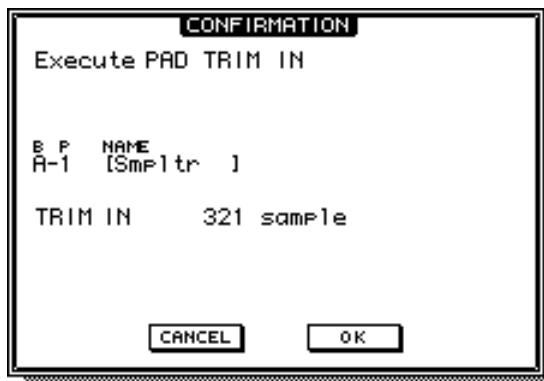 CONFIRMATION
Execute PAD TRIM IN
B P NAME
A-1 [Smpltr ]
TRIM IN 321 sample
CANCEL OK